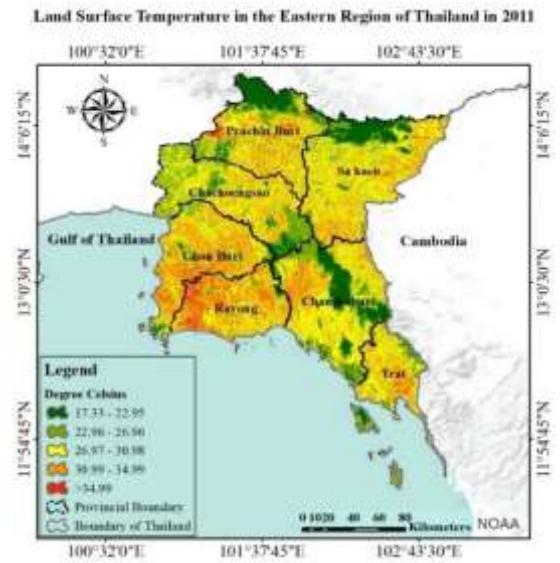 Land Surface Temperature in the Eastern Region of Thailand in 2011
100°32'0"E 101°37'45"E 102°43'30"E
N
W E
S
14°6'15"N 14°6'15"N
Prachin Buri
Sa kaeo
Chachoengsao
Gulf of Thailand
Cambodia
Chon Buri
13°0'30"N 13°0'30"N
Rayong
Chanthaburi
Trat
Legend
Degree Celsius
17.33 - 22.95
22.96 - 26.96
26.97 - 30.98
30.99 - 34.99
>34.99
Provincial Boundary
Boundary of Thailand
11°54'45"N 11°54'45"N
0 10 20 40 60 80
Kilometers
NOAA
100°32'0"E 101°37'45"E 102°43'30"E